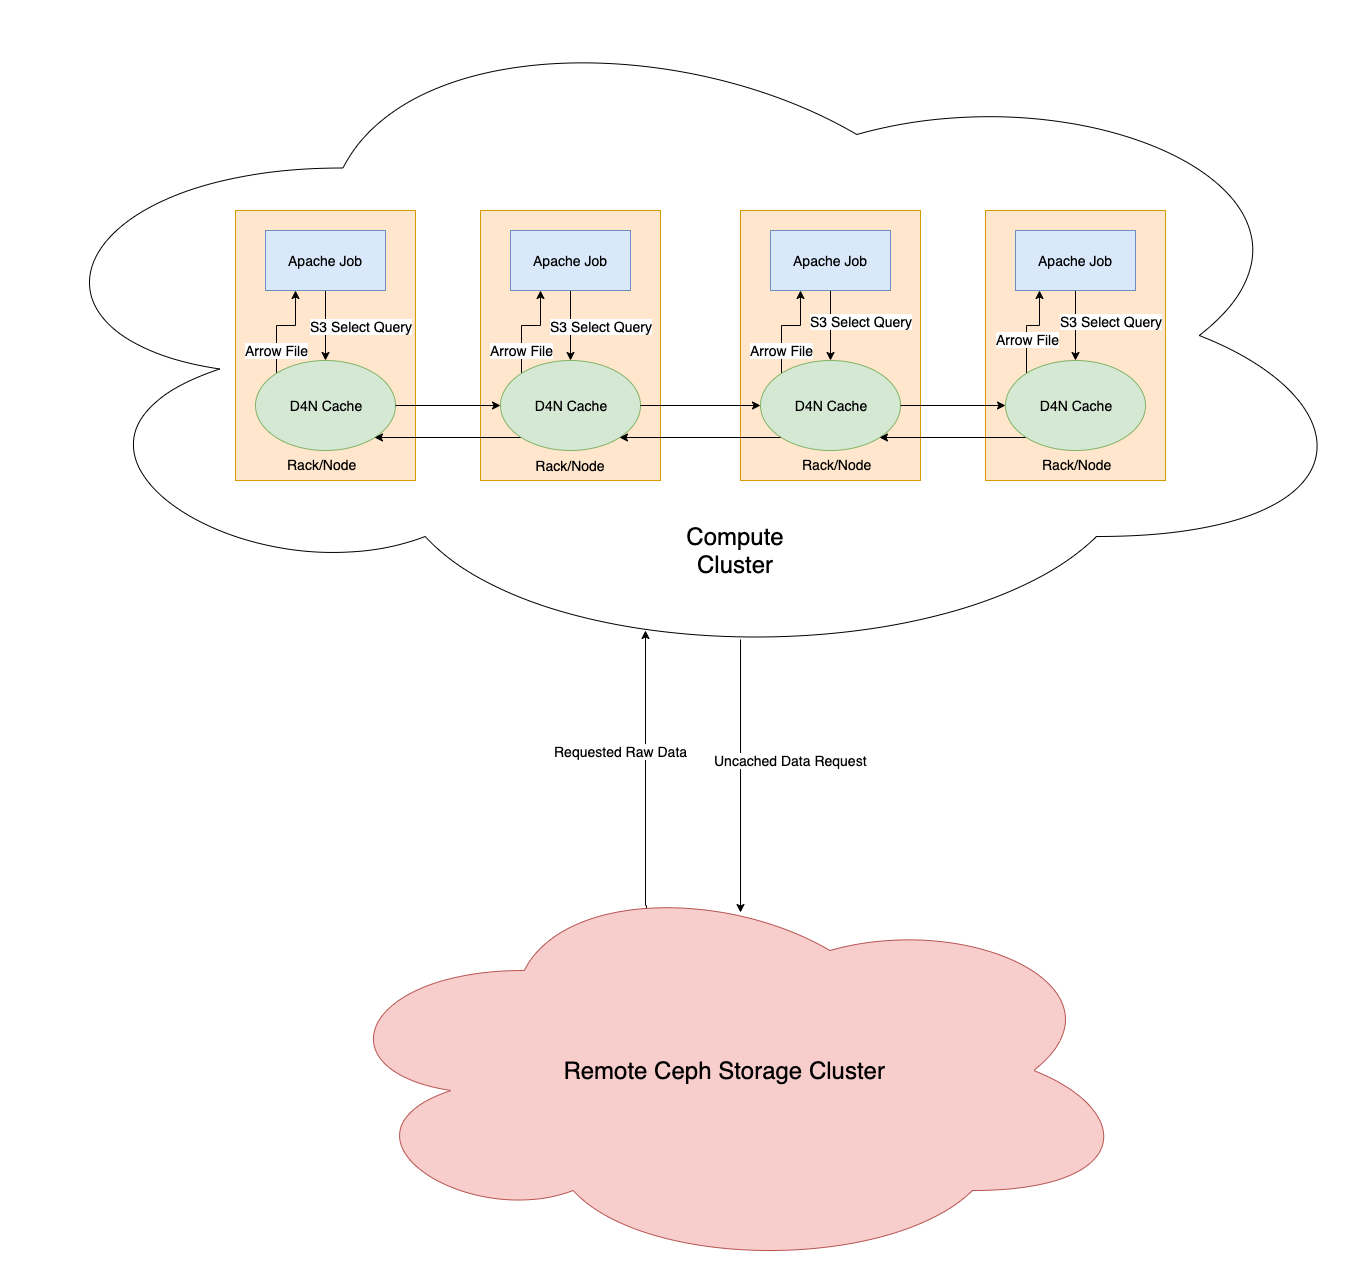 Apache Job
Apache Job
Apache Job
Apache Job
S3 Select Query
S3 Select Query
S3 Select Query
S3 Select Query
Arrow File
Arrow File
Arrow File
Arrow File
D4N Cache
D4N Cache
D4N Cache
D4N Cache
Rack/Node
Rack/Node
Rack/Node
Rack/Node
Compute
Cluster
Requested Raw Data
Uncached Data Request
Remote Ceph Storage Cluster